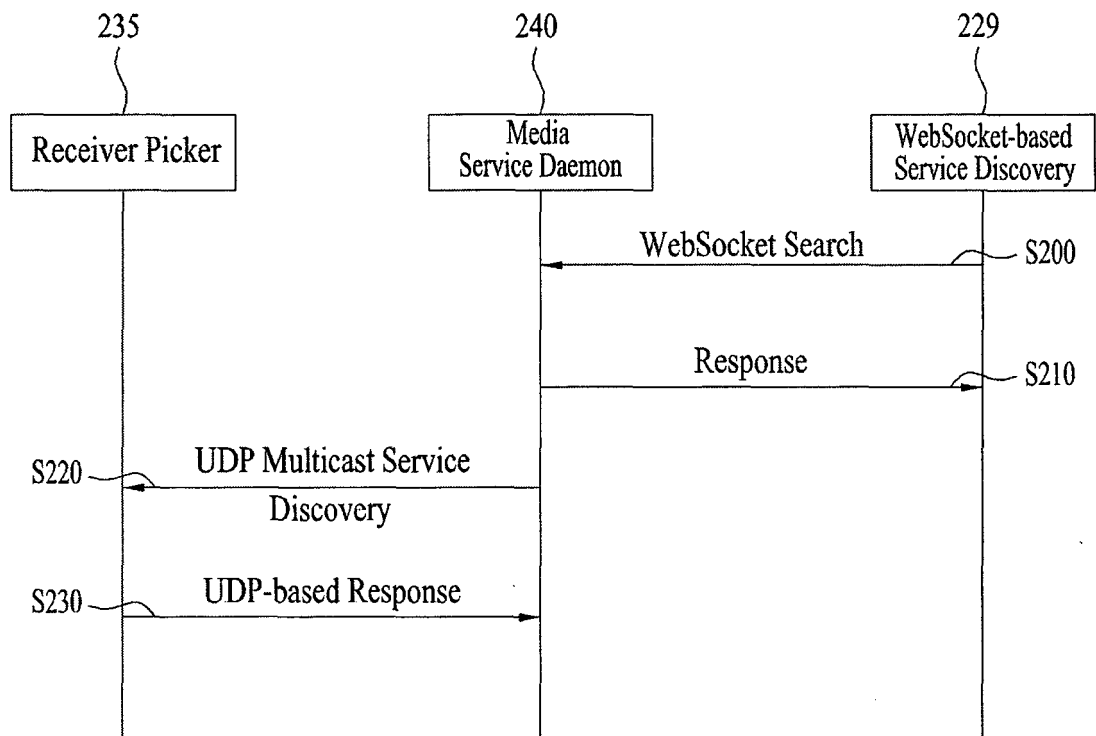 235
240
229
Receiver Picker
Media
Service Daemon
WebSocket-based
Service Discovery
WebSocket Search
S200
Response
S210
S220
UDP Multicast Service
Discovery
S230
UDP-based Response